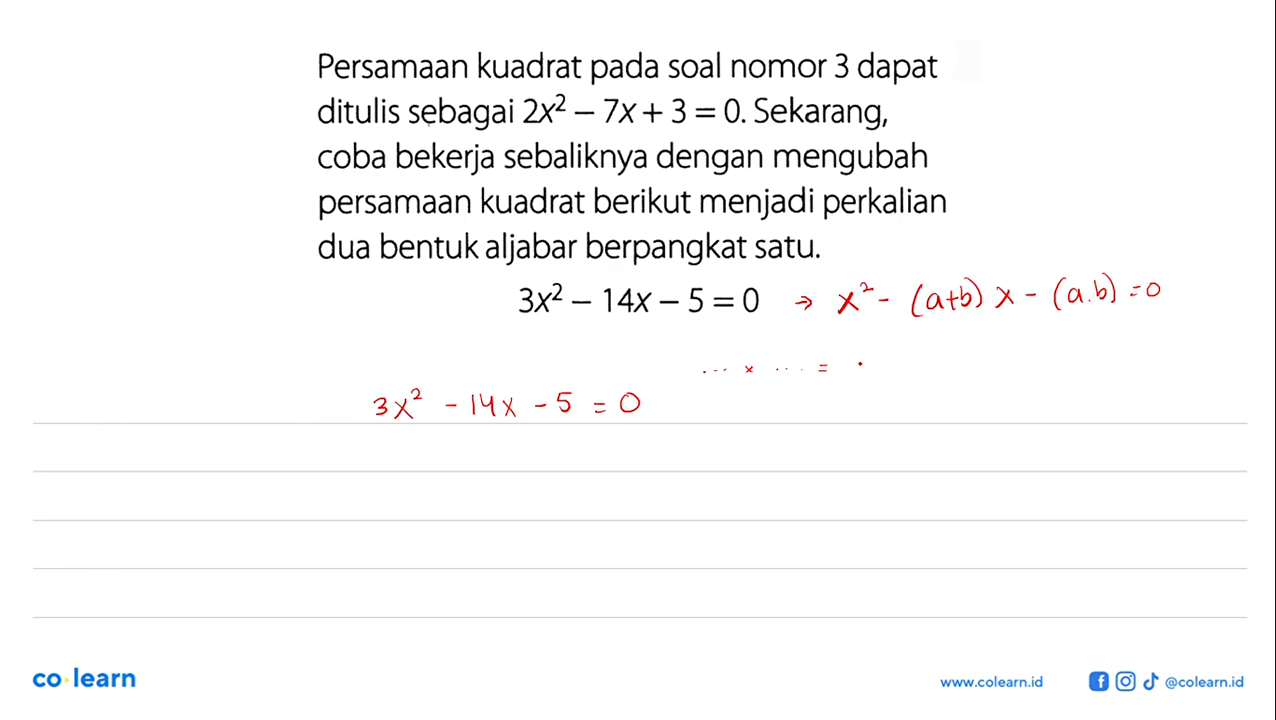 Persamaan kuadrat pada soal nomor 3 dapat
ditulis sebagai 2x² − 7x + 3 = 0. Sekarang,
coba bekerja sebaliknya dengan mengubah
persamaan kuadrat berikut menjadi perkalian
dua bentuk aljabar berpangkat satu.
3x² − 14x − 5 = 0 → x² - (a+b) x - (a.b) = 0
... x ... = .
3x² - 14x - 5 = 0
co·learn
www.colearn.id @colearn.id